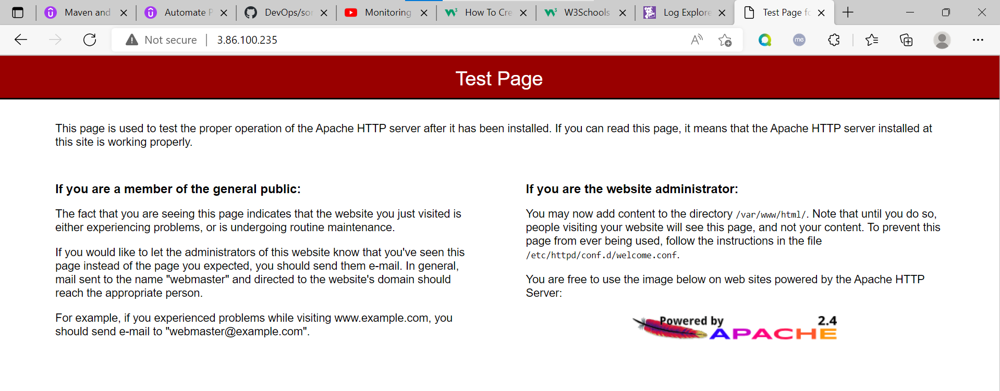 Maven and
Automate P
DevOps/sor
Monitoring
How To Cre
W3Schools
Log Explore
Test Page fo
Not secure
3.86.100.235
me
Test Page
This page is used to test the proper operation of the Apache HTTP server after it has been installed. If you can read this page, it means that the Apache HTTP server installed at
this site is working properly.
If you are a member of the general public:
The fact that you are seeing this page indicates that the website you just visited is
either experiencing problems, or is undergoing routine maintenance.
If you would like to let the administrators of this website know that you've seen this
page instead of the page you expected, you should send them e-mail. In general,
mail sent to the name "webmaster" and directed to the website's domain should
reach the appropriate person.
For example, if you experienced problems while visiting www.example.com, you
should send e-mail to "webmaster@example.com".
If you are the website administrator:
You may now add content to the directory /var/www/html/. Note that until you do so,
people visiting your website will see this page, and not your content. To prevent this
page from ever being used, follow the instructions in the file
/etc/httpd/conf.d/welcome.conf.
You are free to use the image below on web sites powered by the Apache HTTP
Server:
Powered by 2.4
APACHE